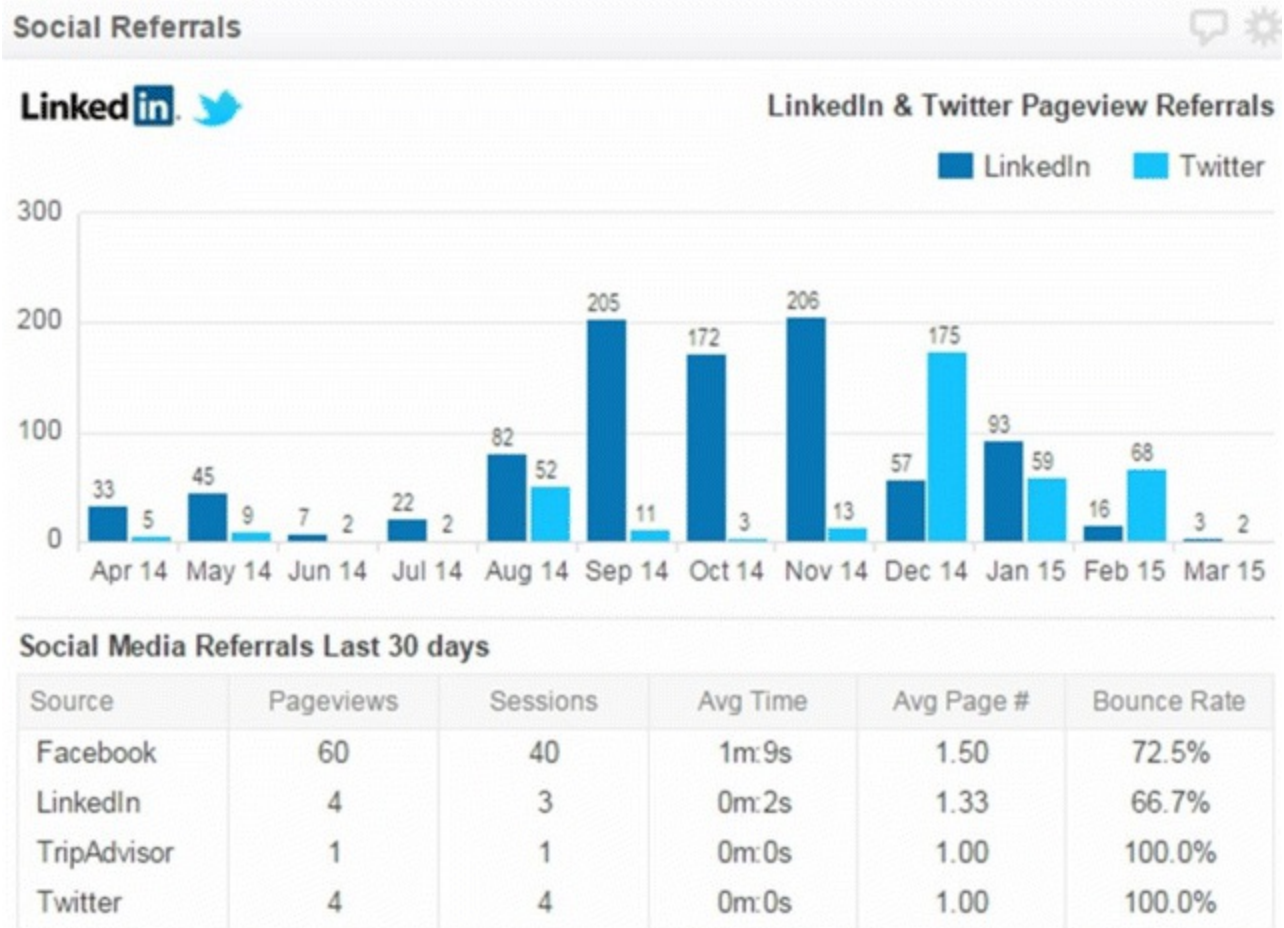 Social Referrals
Linked in.
LinkedIn & Twitter Pageview Referrals
LinkedIn Twitter
300
200
100
0
33 5 45 9 7 2 22 2 82 52 205 11 172 3 206 13 57 175 93 59 16 68 3 2
Apr 14 May 14 Jun 14 Jul 14 Aug 14 Sep 14 Oct 14 Nov 14 Dec 14 Jan 15 Feb 15 Mar 15
Social Media Referrals Last 30 days
Source Pageviews Sessions Avg Time Avg Page # Bounce Rate
Facebook 60 40 1m:9s 1.50 72.5%
LinkedIn 4 3 0m:2s 1.33 66.7%
TripAdvisor 1 1 0m:0s 1.00 100.0%
Twitter 4 4 0m:0s 1.00 100.0%